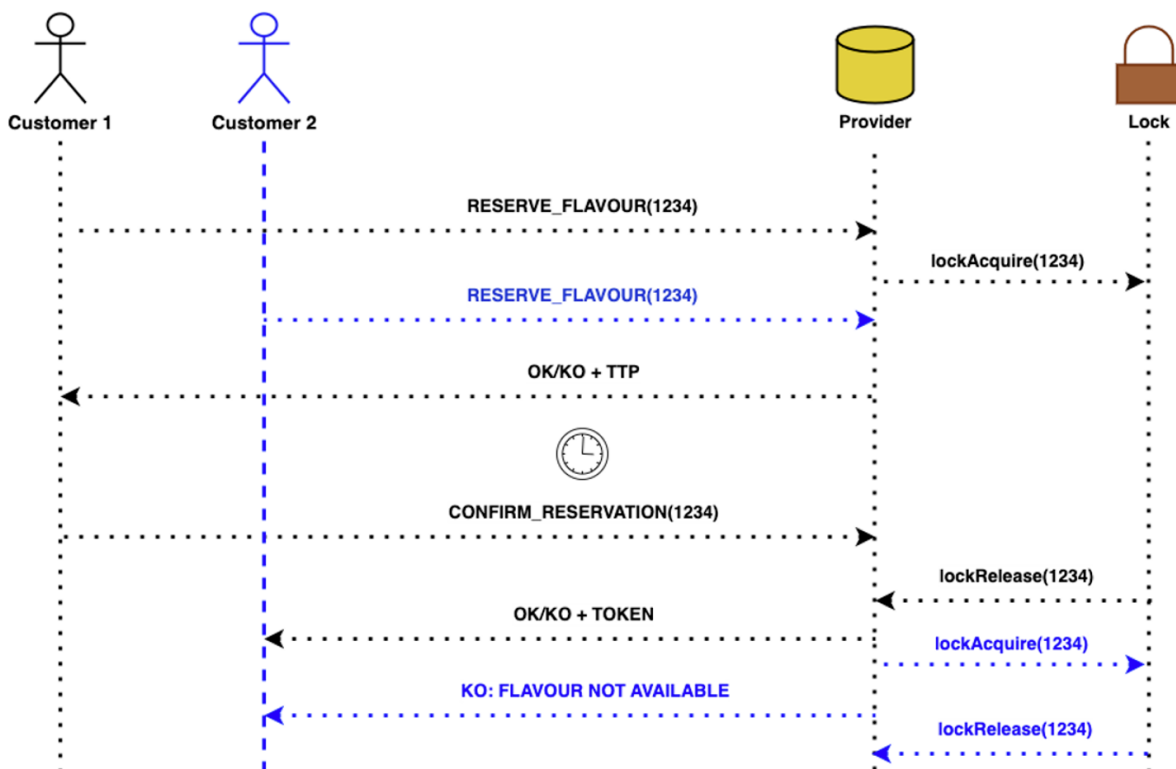 Customer 1
Customer 2
Provider
Lock
RESERVE_FLAVOUR(1234)
lockAcquire(1234)
RESERVE_FLAVOUR(1234)
OK/KO + TTP
CONFIRM_RESERVATION(1234)
lockRelease(1234)
OK/KO + TOKEN
lockAcquire(1234)
KO: FLAVOUR NOT AVAILABLE
lockRelease(1234)